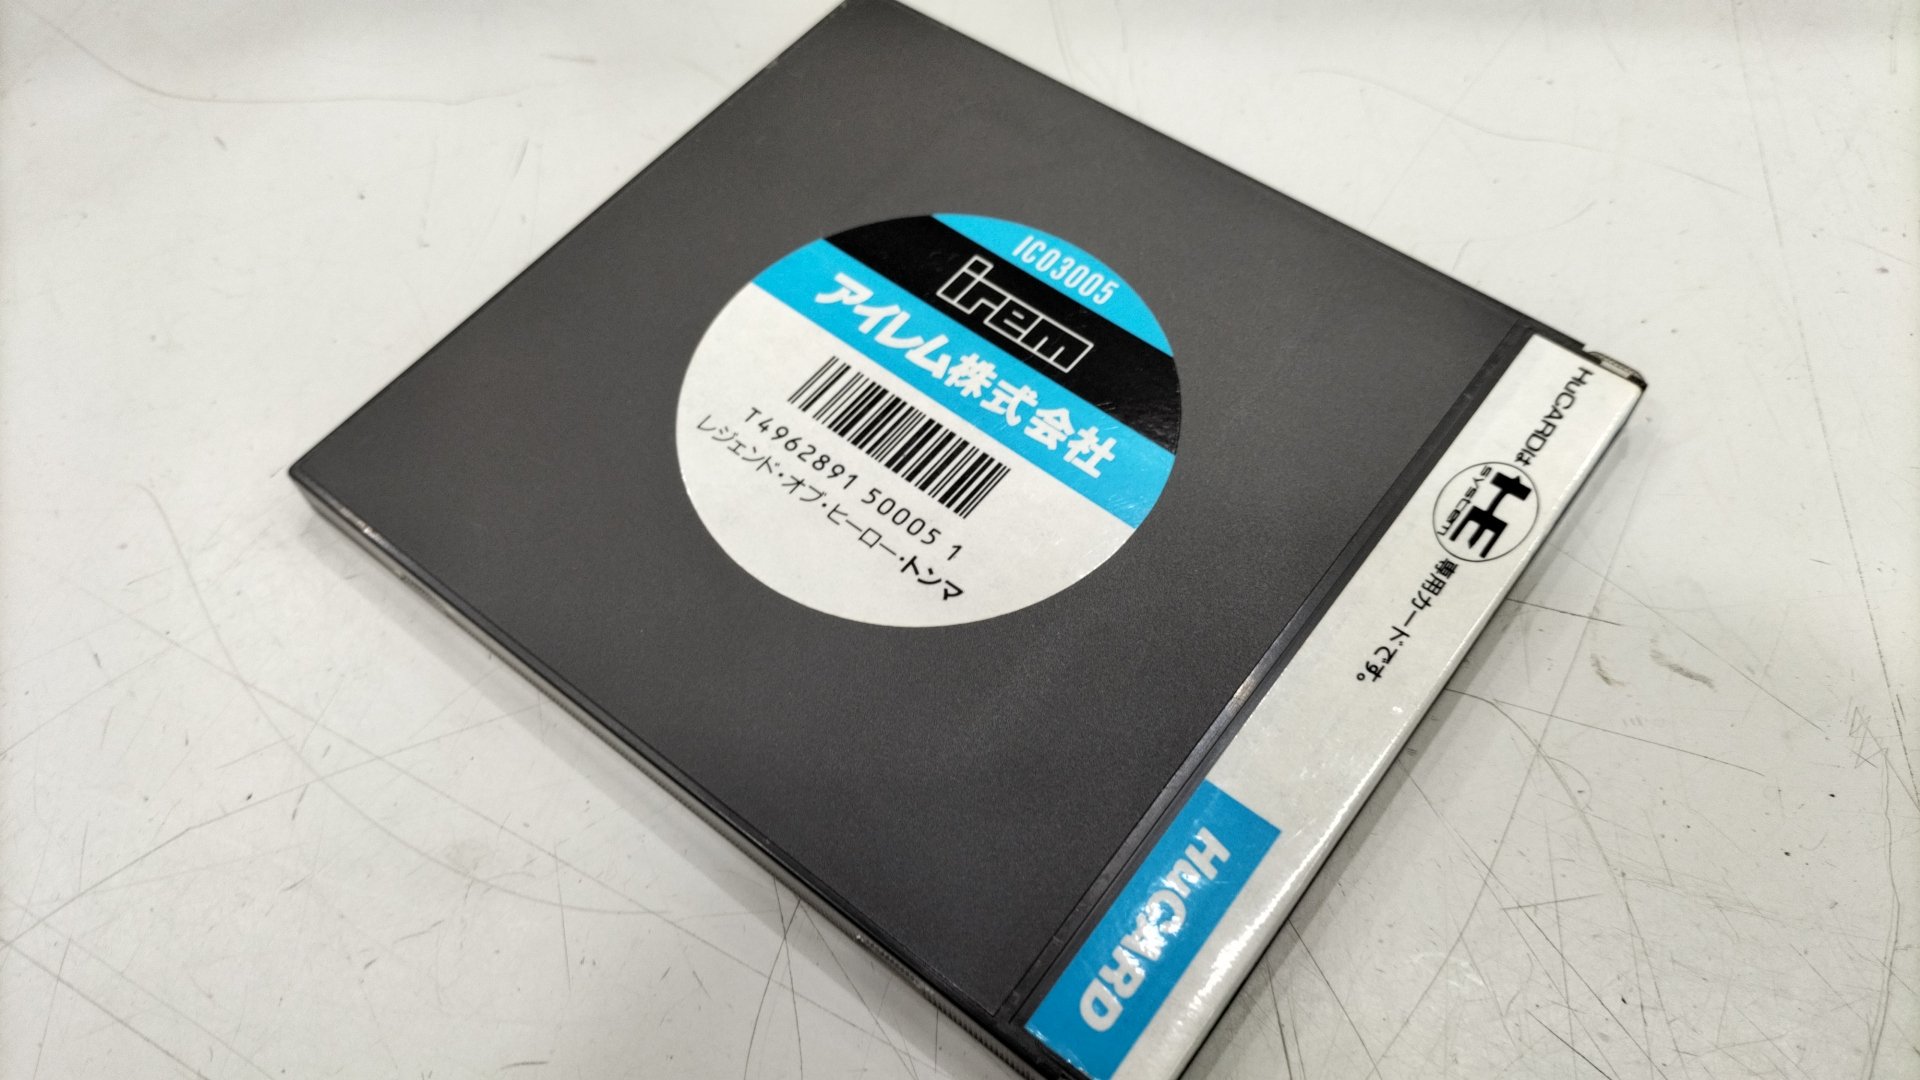 IC03005
irem
アイレム株式会社
T4962891 50005 1
レジェンド・オブ・ヒーロー・トンマ
HuCARDは HE system 専用カードです。
HuCARD